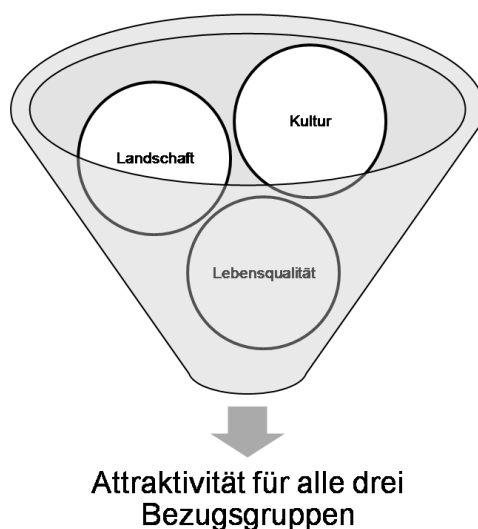 Kultur
Landschaft
Lebensqualität
Attraktivität für alle drei
Bezugsgruppen